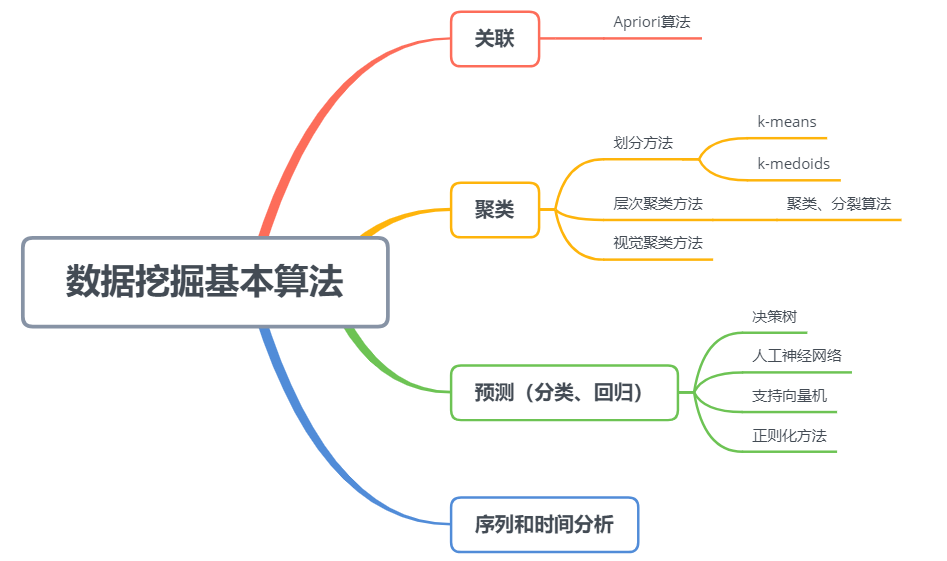 数据挖掘基本算法
关联
Apriori算法
聚类
划分方法
k-means
k-medoids
层次聚类方法
聚类、分裂算法
视觉聚类方法
预测（分类、回归）
决策树
人工神经网络
支持向量机
正则化方法
序列和时间分析